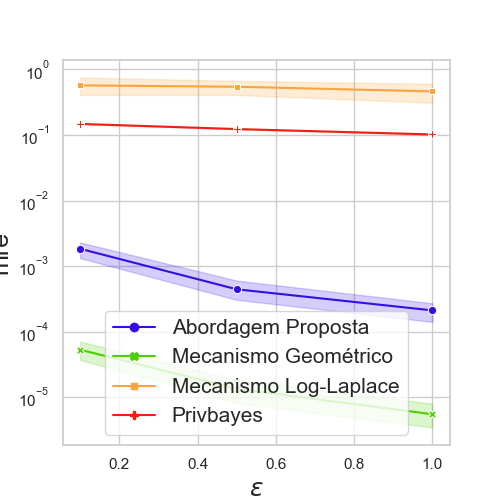 10⁰
10⁻¹
10⁻²
10⁻³
10⁻⁴
10⁻⁵
mre
Abordagem Proposta
Mecanismo Geométrico
Mecanismo Log-Laplace
Privbayes
0.2 0.4 0.6 0.8 1.0
ε